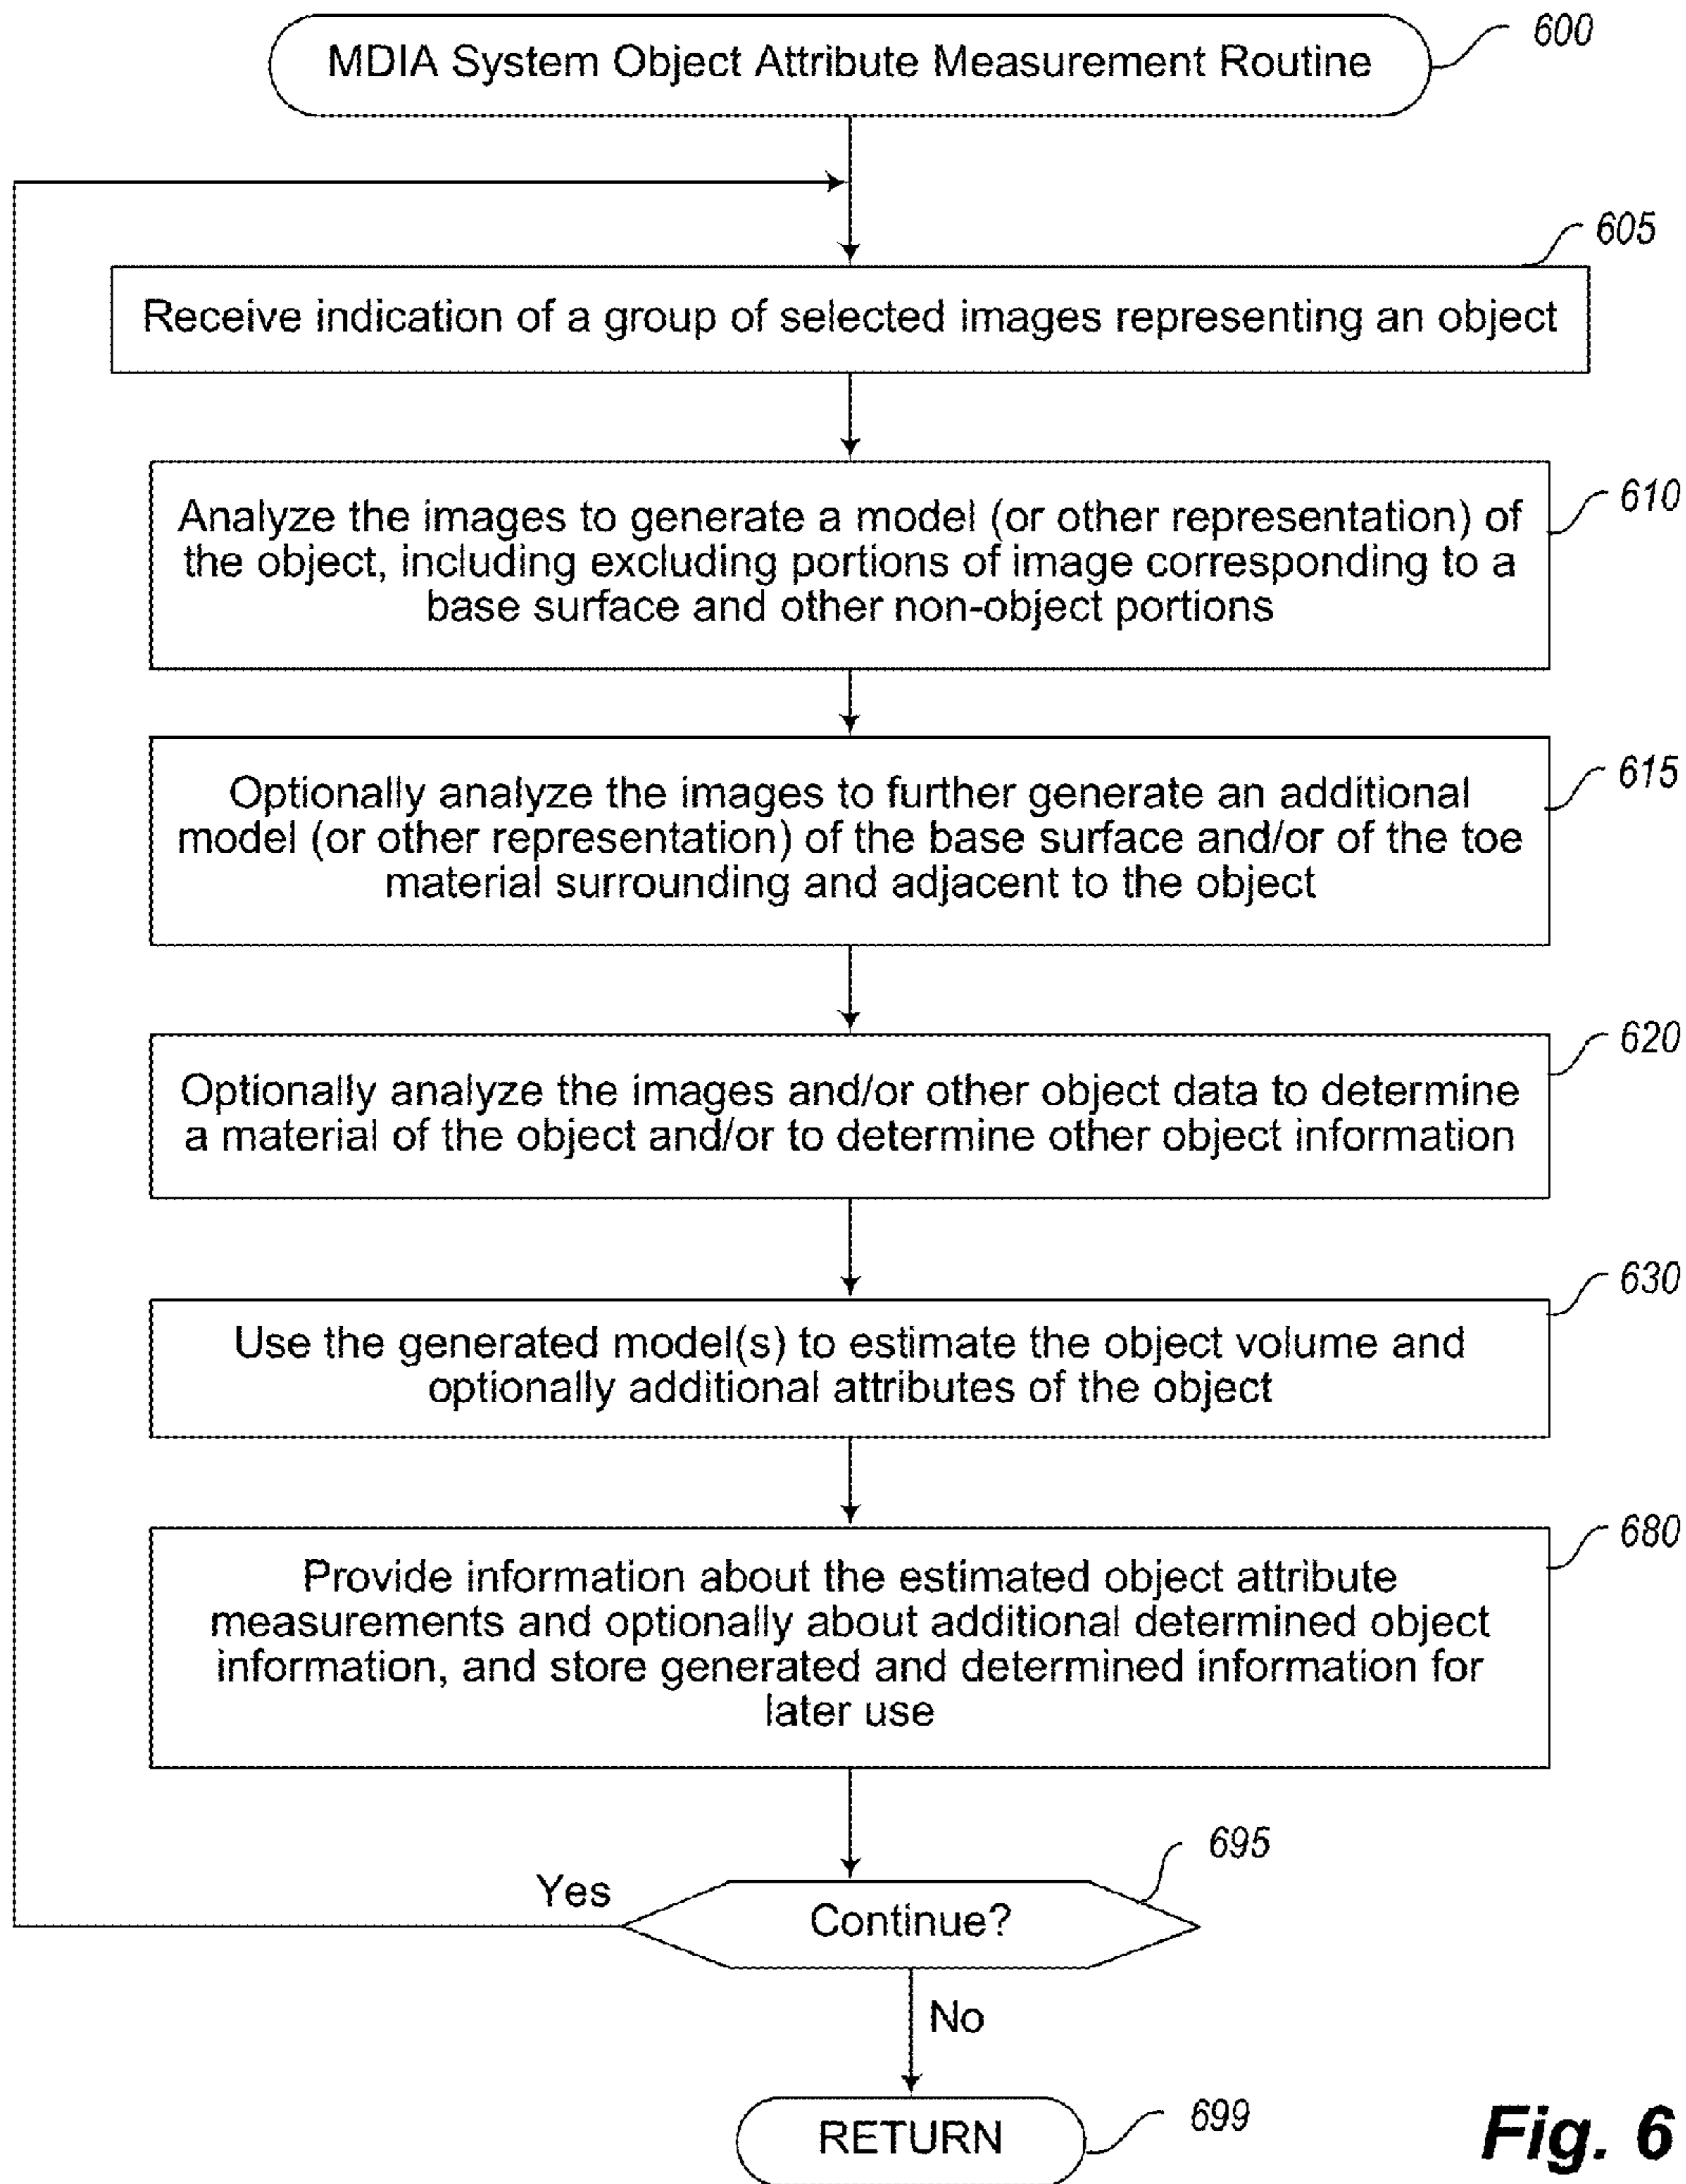 MDIA System Object Attribute Measurement Routine
600
605
Receive indication of a group of selected images representing an object
610
Analyze the images to generate a model (or other representation) of
the object, including excluding portions of image corresponding to a
base surface and other non-object portions
615
Optionally analyze the images to further generate an additional
model (or other representation) of the base surface and/or of the toe
material surrounding and adjacent to the object
620
Optionally analyze the images and/or other object data to determine
a material of the object and/or to determine other object information
630
Use the generated model(s) to estimate the object volume and
optionally additional attributes of the object
680
Provide information about the estimated object attribute
measurements and optionally about additional determined object
information, and store generated and determined information for
later use
695
Yes
Continue?
No
RETURN
699
Fig. 6